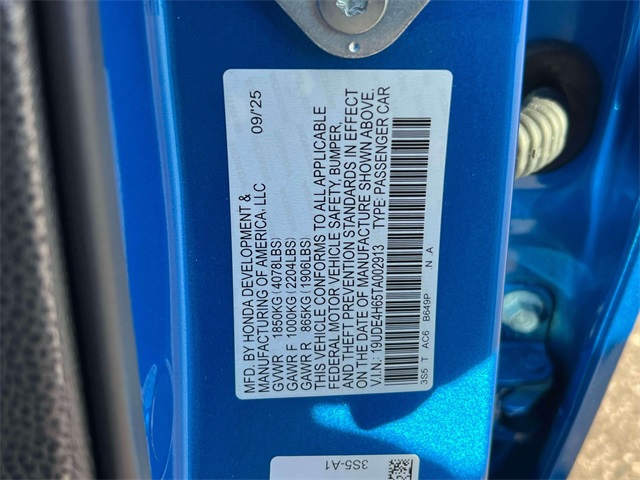 MFD. BY HONDA DEVELOPMENT & 09/'25
MANUFACTURING OF AMERICA, LLC
GVWR 1850KG(4078LBS)
GAWR F 1000KG(2204LBS)
GAWR R 865KG(1906LBS)
THIS VEHICLE CONFORMS TO ALL APPLICABLE
FEDERAL MOTOR VEHICLE SAFETY, BUMPER,
AND THEFT PREVENTION STANDARDS IN EFFECT
ON THE DATE OF MANUFACTURE SHOWN ABOVE.
V.I.N.: 19UDE4H65TA002913 TYPE: PASSENGER CAR
3S5 T AC6 B649P N A
3S5-A1